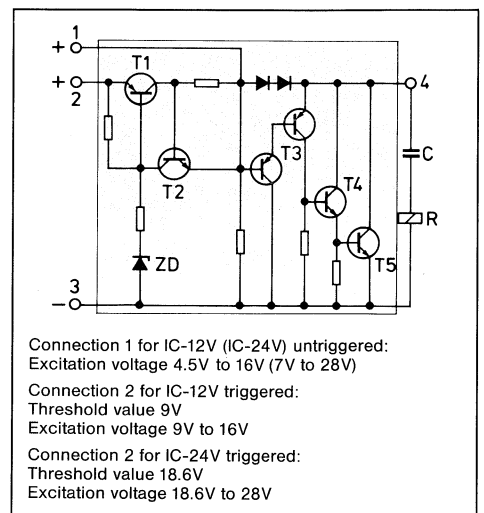 1
+
T1
+
2
4
T3
C
T2
T4
R
ZD
T5
3
−
Connection 1 for IC-12V (IC-24V) untriggered:
Excitation voltage 4.5V to 16V (7V to 28V)
Connection 2 for IC-12V triggered:
Threshold value 9V
Excitation voltage 9V to 16V
Connection 2 for IC-24V triggered:
Threshold value 18.6V
Excitation voltage 18.6V to 28V